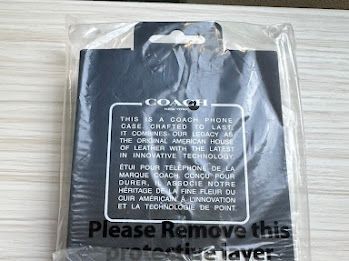 COACH
NEW YORK
THIS IS A COACH PHONE
CASE CRAFTED TO LAST.
IT COMBINES OUR LEGACY AS
THE ORIGINAL AMERICAN HOUSE
OF LEATHER WITH THE LATEST
IN INNOVATIVE TECHNOLOGY.
ÉTUI POUR TÉLÉPHONE DE LA
MARQUE COACH. CONÇU POUR
DURER, IL ASSOCIE NOTRE
HÉRITAGE DE LA FINE FLEUR DU
CUIR AMÉRICAIN À L'INNOVATION
ET LA TECHNOLOGIE DE POINT.
Please Remove this
protective layer